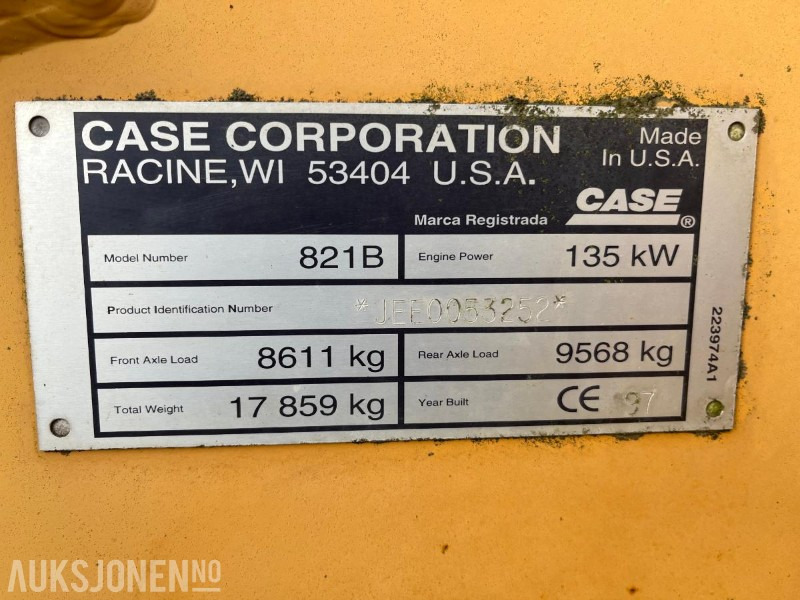 CASE CORPORATION
Made
In U.S.A.
RACINE, WI 53404 U.S.A.
Marca Registrada CASE ®
Model Number 821B Engine Power 135 kW
Product Identification Number *JEE0053252*
Front Axle Load 8611 kg Rear Axle Load 9568 kg
Total Weight 17 859 kg Year Built CE 97
223974A1
AUKSJONEN.NO